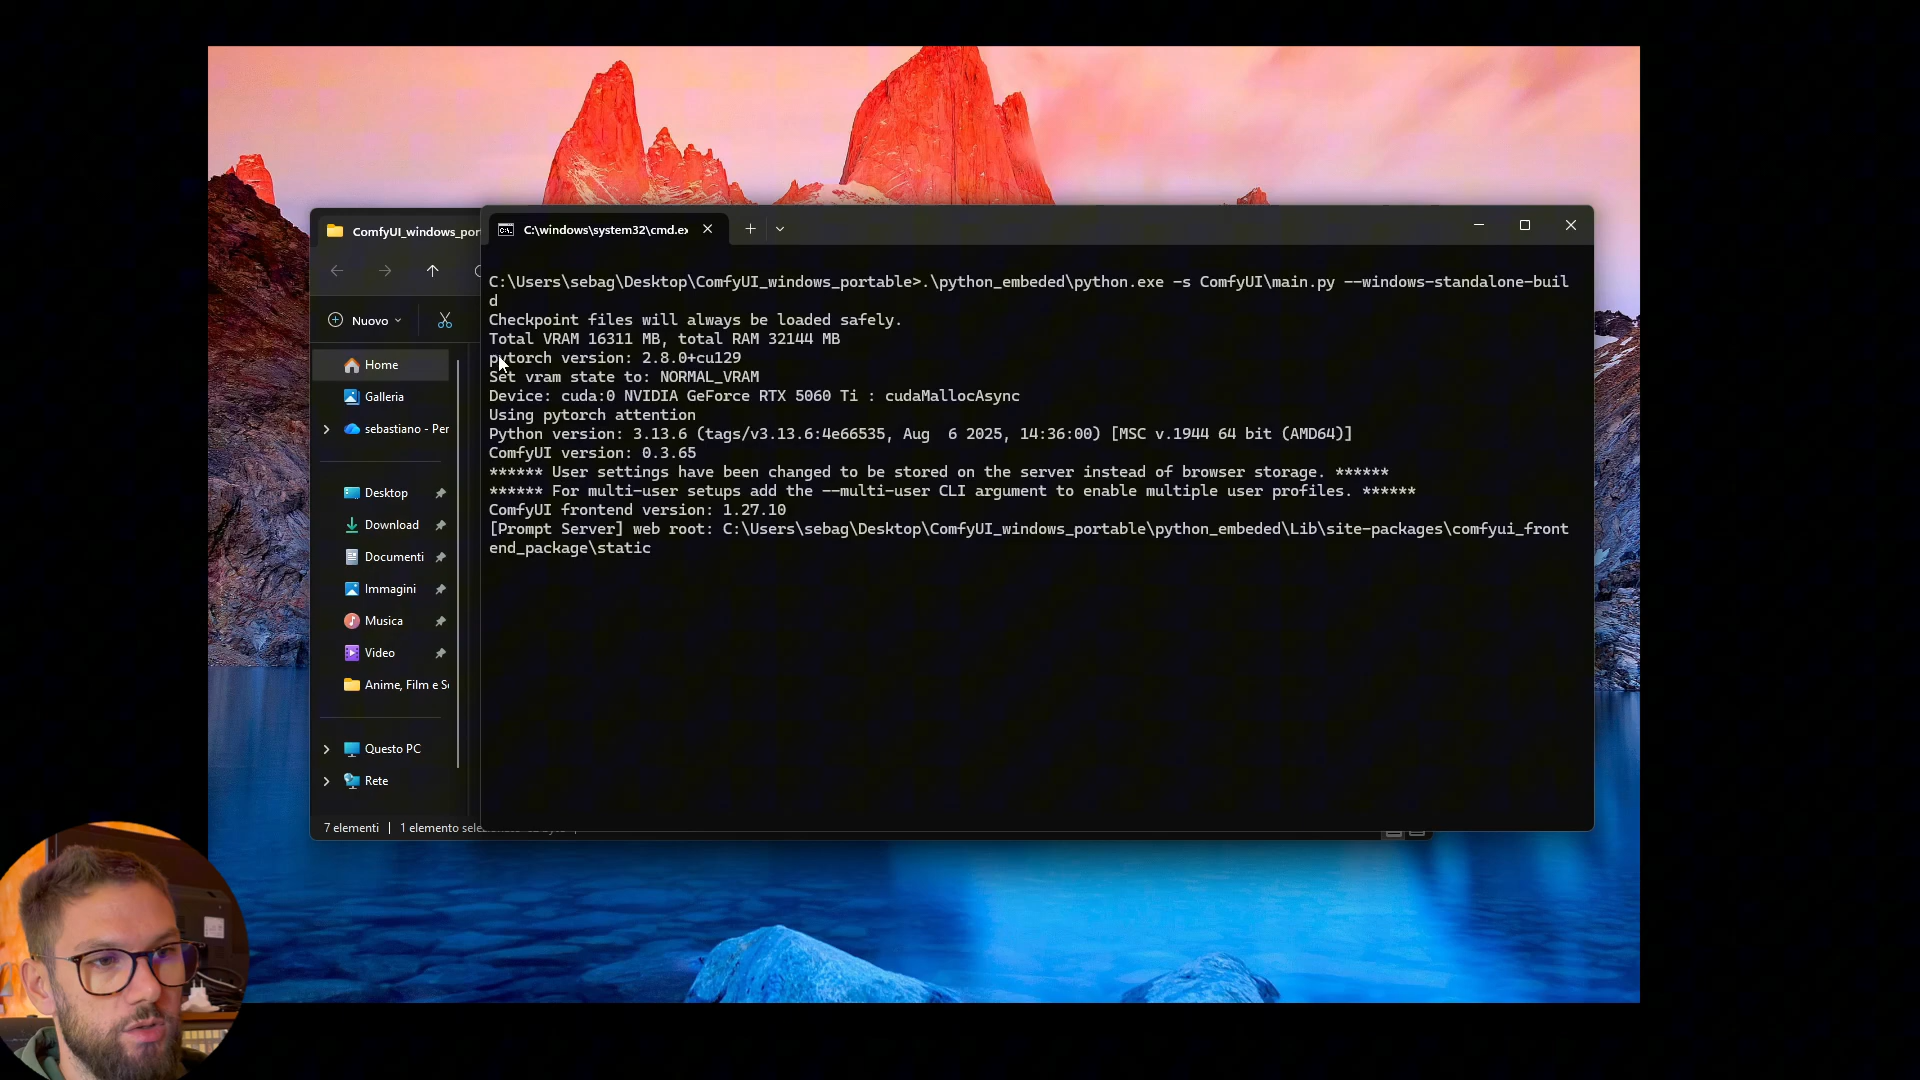 ComfyUI_windows_por
C:\windows\system32\cmd.ex
Nuovo
Home
Galleria
sebastiano - Per
Desktop
Download
Documenti
Immagini
Musica
Video
Anime, Film e S
Questo PC
Rete
7 elementi
1 elemento sele
C:\Users\sebag\Desktop\ComfyUI_windows_portable>.\python_embeded\python.exe -s ComfyUI\main.py --windows-standalone-buil
d
Checkpoint files will always be loaded safely.
Total VRAM 16311 MB, total RAM 32144 MB
pytorch version: 2.8.0+cu129
Set vram state to: NORMAL_VRAM
Device: cuda:0 NVIDIA GeForce RTX 5060 Ti : cudaMallocAsync
Using pytorch attention
Python version: 3.13.6 (tags/v3.13.6:4e66535, Aug  6 2025, 14:36:00) [MSC v.1944 64 bit (AMD64)]
ComfyUI version: 0.3.65
****** User settings have been changed to be stored on the server instead of browser storage. ******
****** For multi-user setups add the --multi-user CLI argument to enable multiple user profiles. ******
ComfyUI frontend version: 1.27.10
[Prompt Server] web root: C:\Users\sebag\Desktop\ComfyUI_windows_portable\python_embeded\Lib\site-packages\comfyui_front
end_package\static